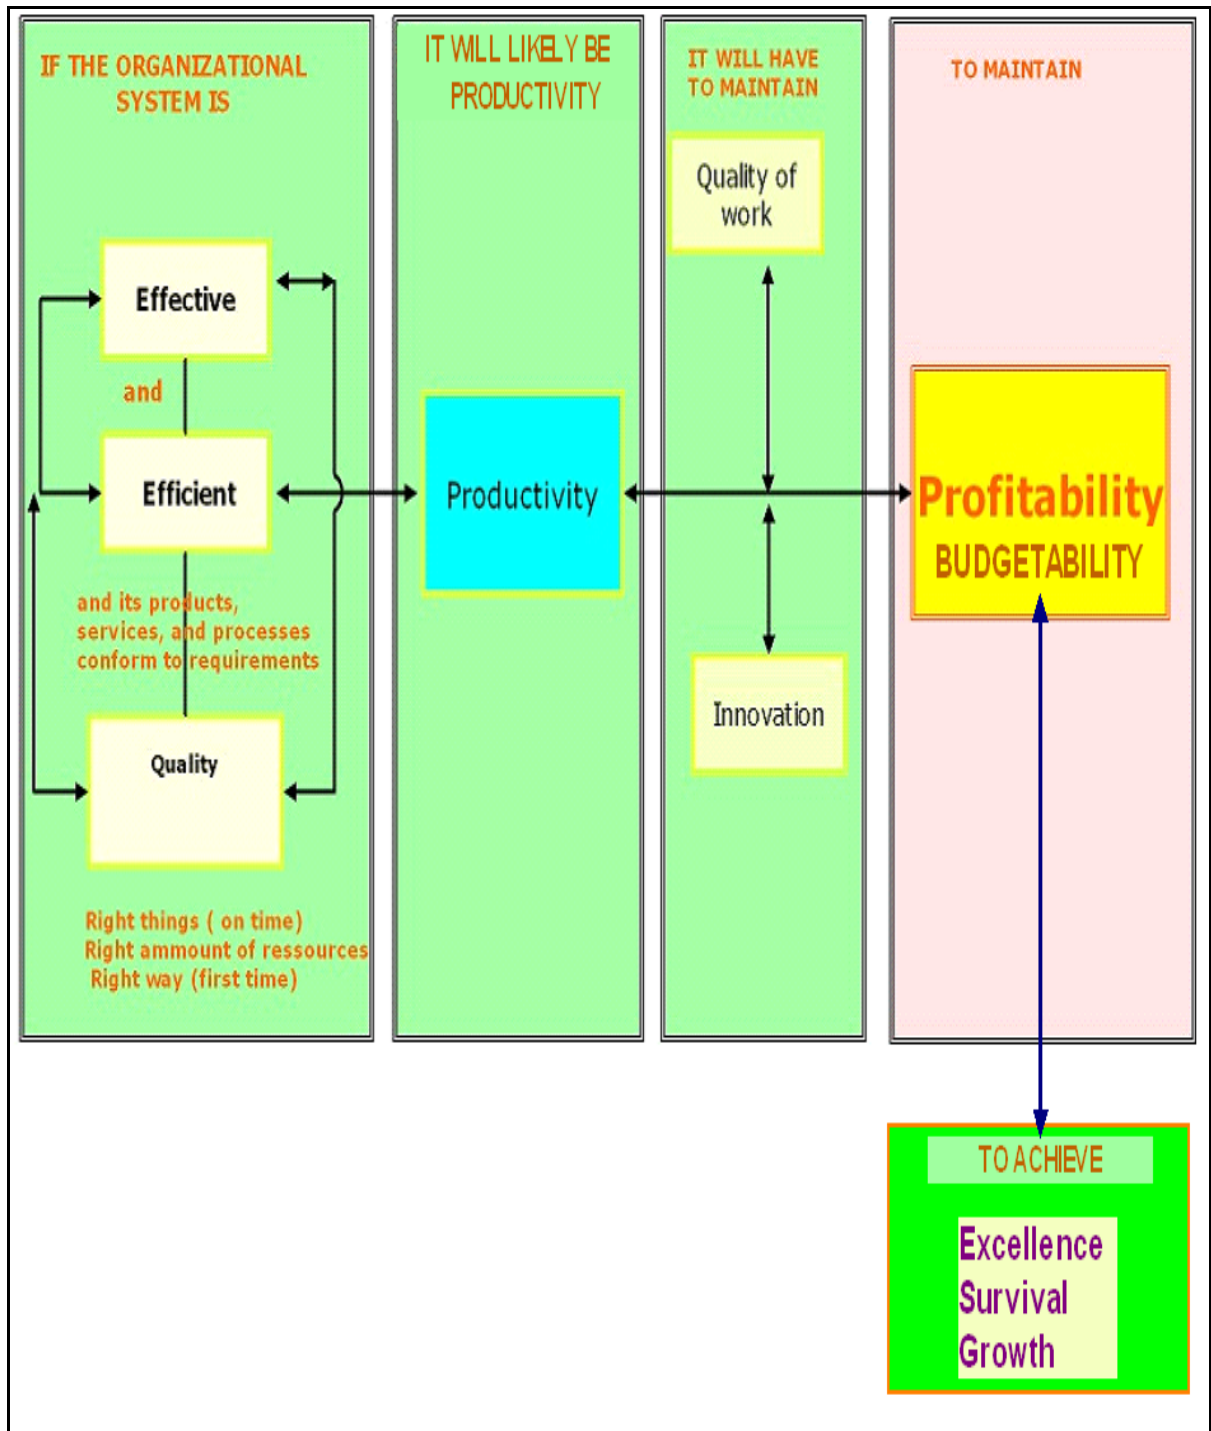 IF THE ORGANIZATIONAL
SYSTEM IS
Effective
and
Efficient
and its products,
services, and processes
conform to requirements
Quality
Right things ( on time)
Right ammount of ressources
Right way (first time)
IT WILL LIKELY BE
PRODUCTIVITY
Productivity
IT WILL HAVE
TO MAINTAIN
Quality of
work
Innovation
TO MAINTAIN
Profitability
BUDGETABILITY
TO ACHIEVE
Excellence
Survival
Growth